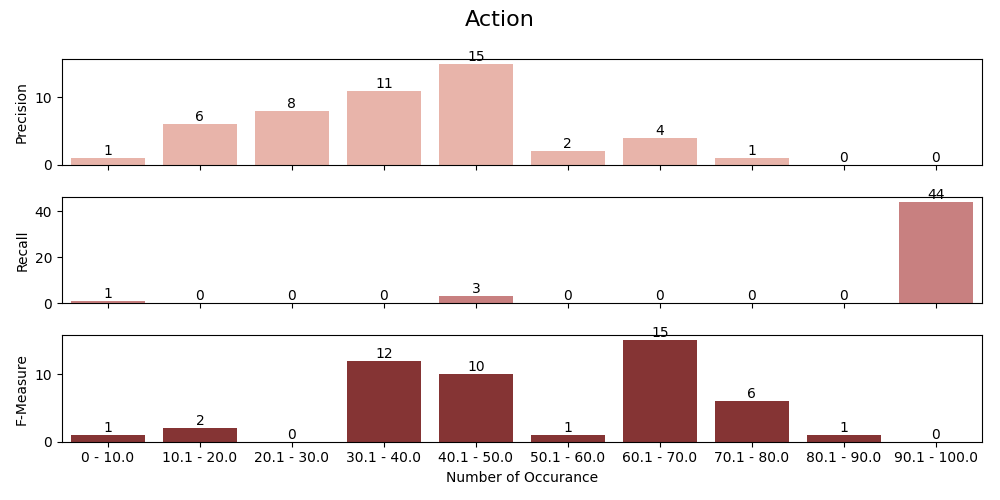 Action
Precision
10
0
1 6 8 11 15 2 4 1 0 0
Recall
40
20
0
1 0 0 0 3 0 0 0 0 44
F-Measure
10
0
1 2 0 12 10 1 15 6 1 0
0 - 10.0 10.1 - 20.0 20.1 - 30.0 30.1 - 40.0 40.1 - 50.0 50.1 - 60.0 60.1 - 70.0 70.1 - 80.0 80.1 - 90.0 90.1 - 100.0
Number of Occurance